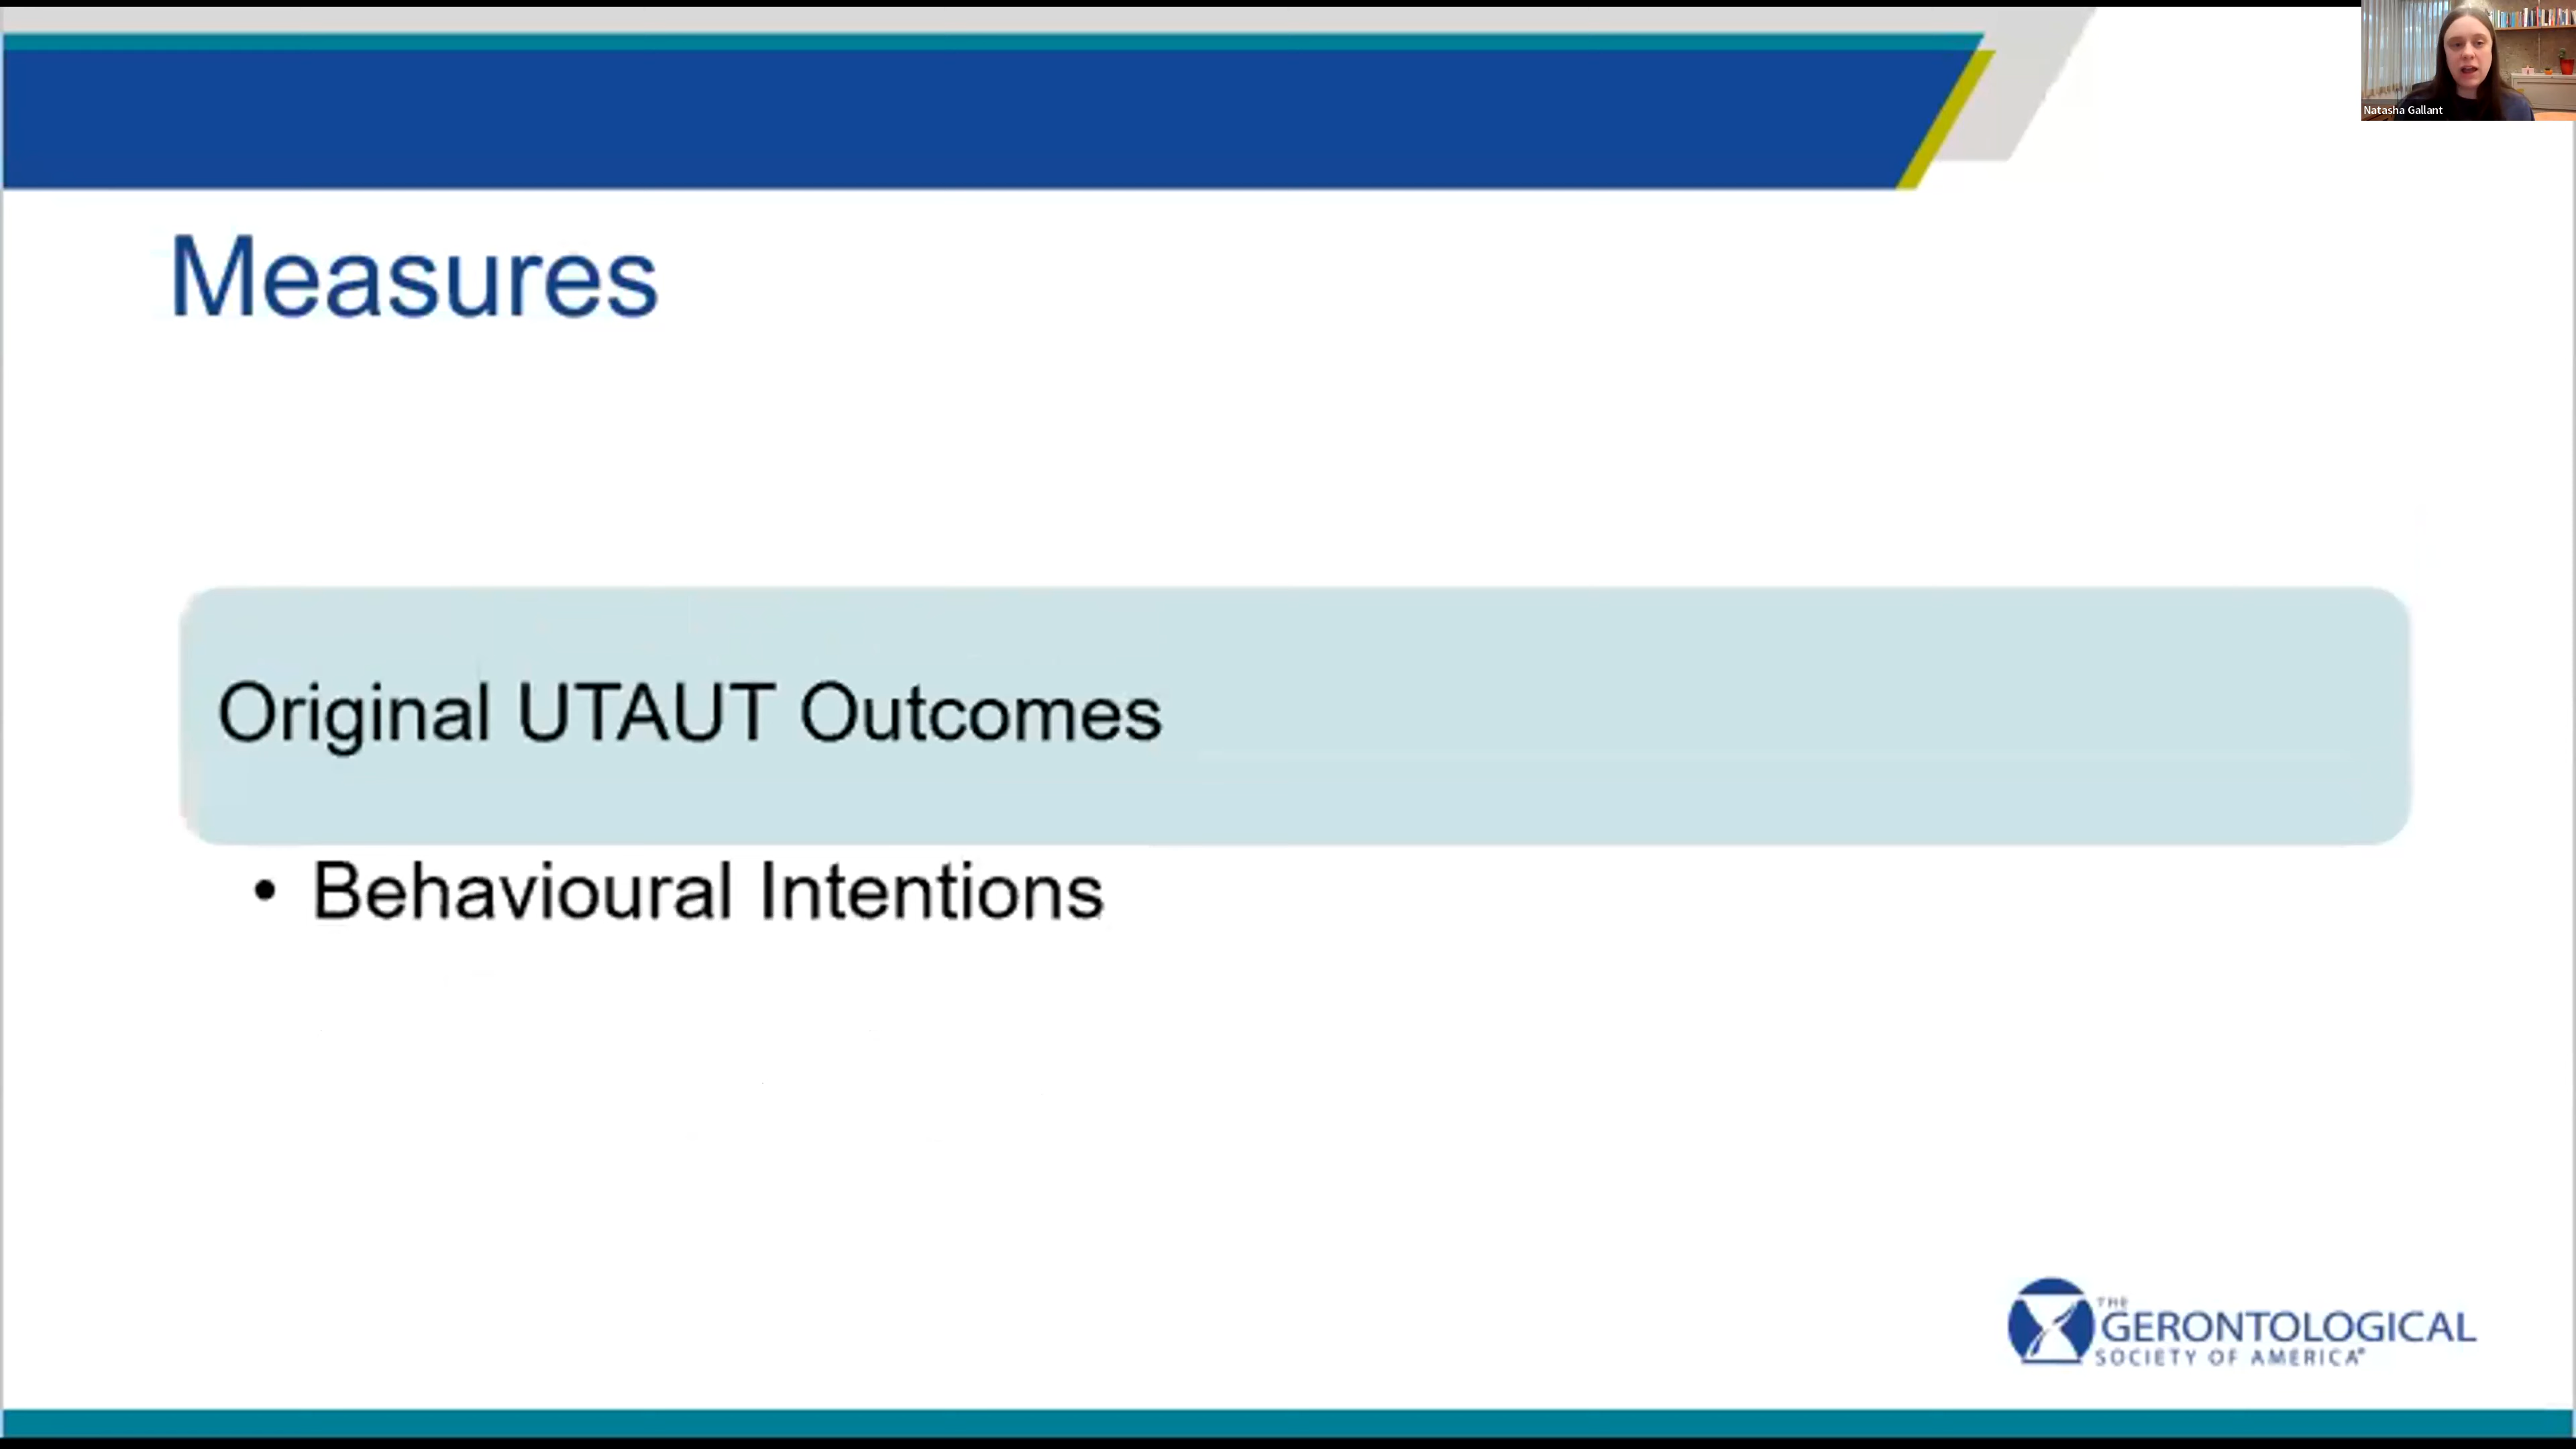 Natasha Gallant
Measures
Original UTAUT Outcomes
• Behavioural Intentions
THE
GERONTOLOGICAL
SOCIETY OF AMERICA®